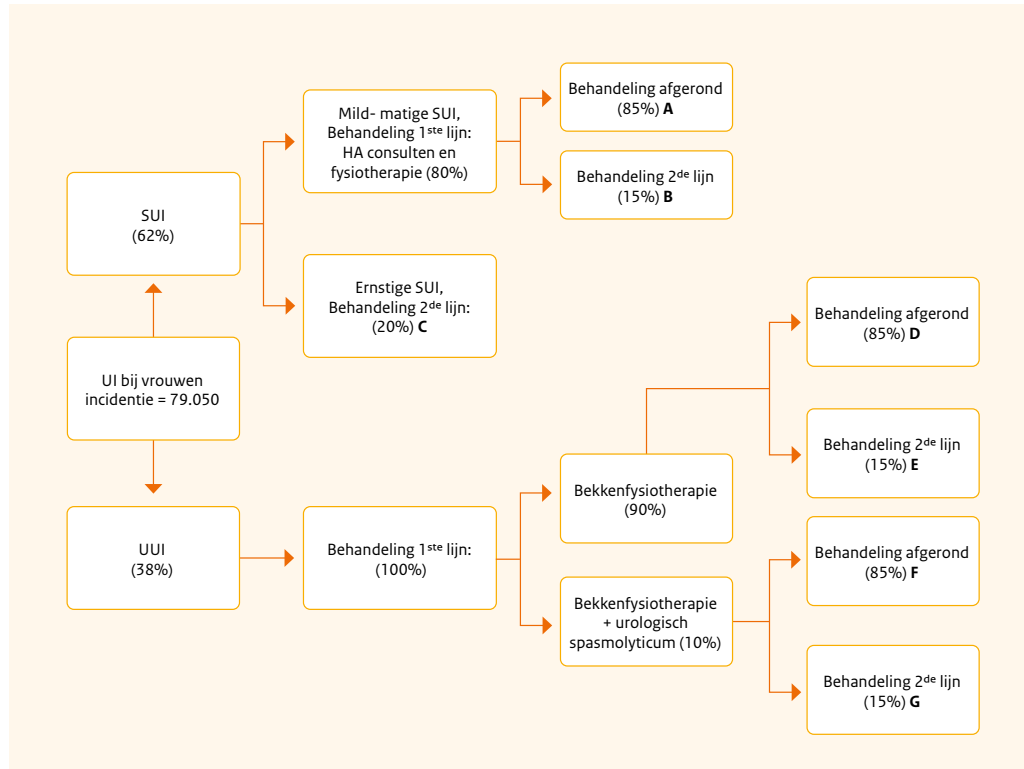 SUI
(62%)
UI bij vrouwen
incidentie = 79.050
UUI
(38%)
Mild- matige SUI,
Behandeling 1ste lijn:
HA consulten en
fysiotherapie (80%)
Ernstige SUI,
Behandeling 2de lijn:
(20%) C
Behandeling 1ste lijn:
(100%)
Behandeling afgerond
(85%) A
Behandeling 2de lijn
(15%) B
Bekkenfysiotherapie
(90%)
Bekkenfysiotherapie
+ urologisch
spasmolyticum (10%)
Behandeling afgerond
(85%) D
Behandeling 2de lijn
(15%) E
Behandeling afgerond
(85%) F
Behandeling 2de lijn
(15%) G